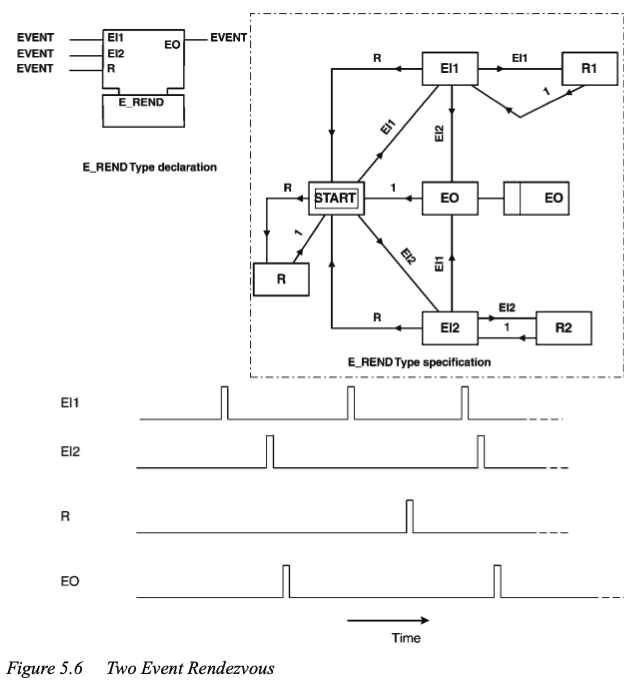 EVENT EI1 EO EVENT
EVENT EI2
EVENT R
E_REND
E_REND Type declaration
R EI1 EI1 R1
1
EI1 EI2
R START 1 EO EO
1 EI2 EI1
R
R EI2 EI2 1 R2
E_REND Type specification
EI1
EI2
R
EO
Time
Figure 5.6 Two Event Rendezvous